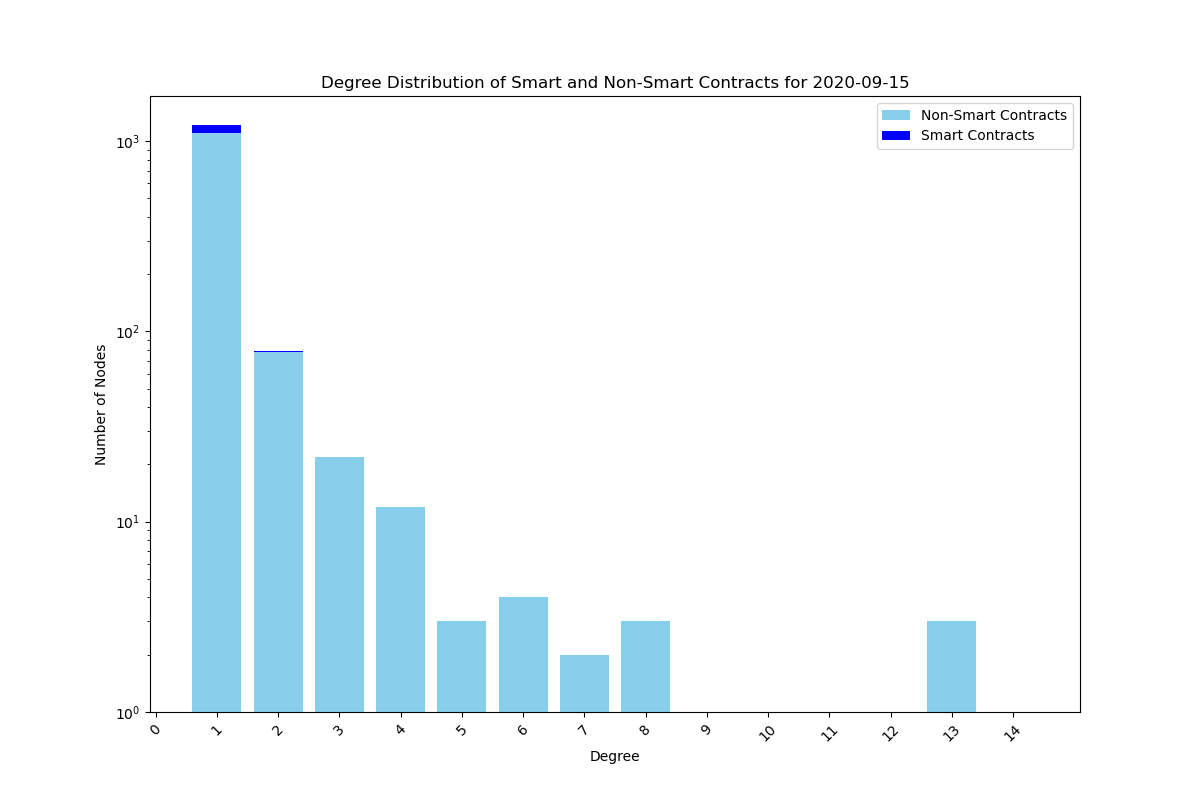 Degree Distribution of Smart and Non-Smart Contracts for 2020-09-15
Non-Smart Contracts
Smart Contracts
10³
10²
10¹
10⁰
Number of Nodes
0 1 2 3 4 5 6 7 8 9 10 11 12 13 14
Degree